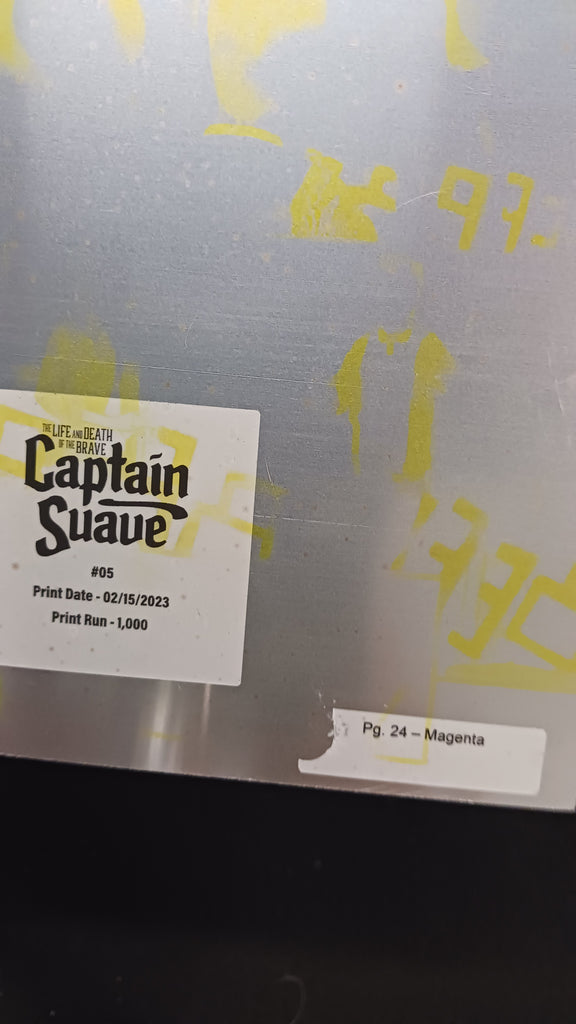 THE LIFE AND DEATH
OF THE BRAVE
Captain
Suave
#05
Print Date - 02/15/2023
Print Run - 1,000
Pg. 24 – Magenta